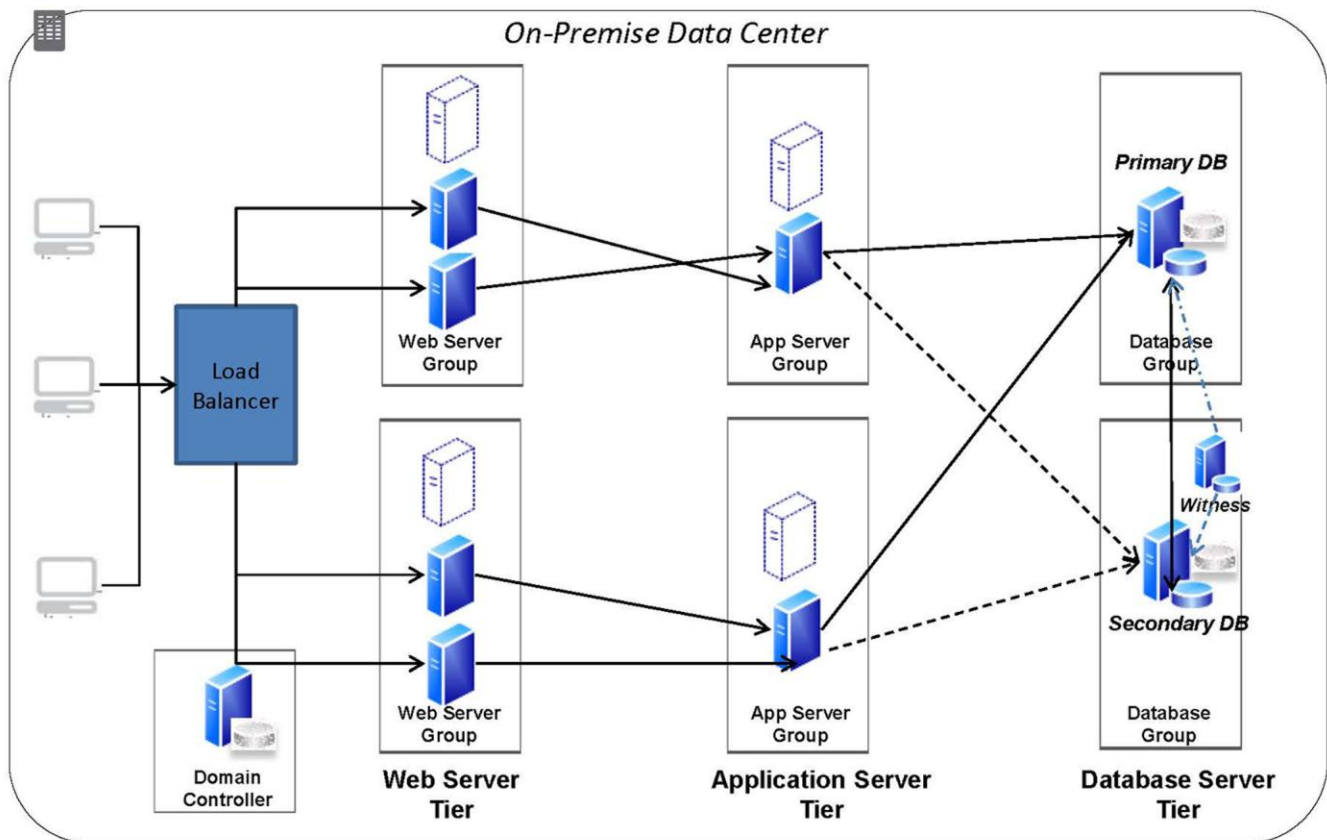 On-Premise Data Center
Load
Balancer
Web Server
Group
App Server
Group
Primary DB
Database
Group
Witness
Secondary DB
Web Server
Group
App Server
Group
Database
Group
Domain
Controller
Web Server
Tier
Application Server
Tier
Database Server
Tier